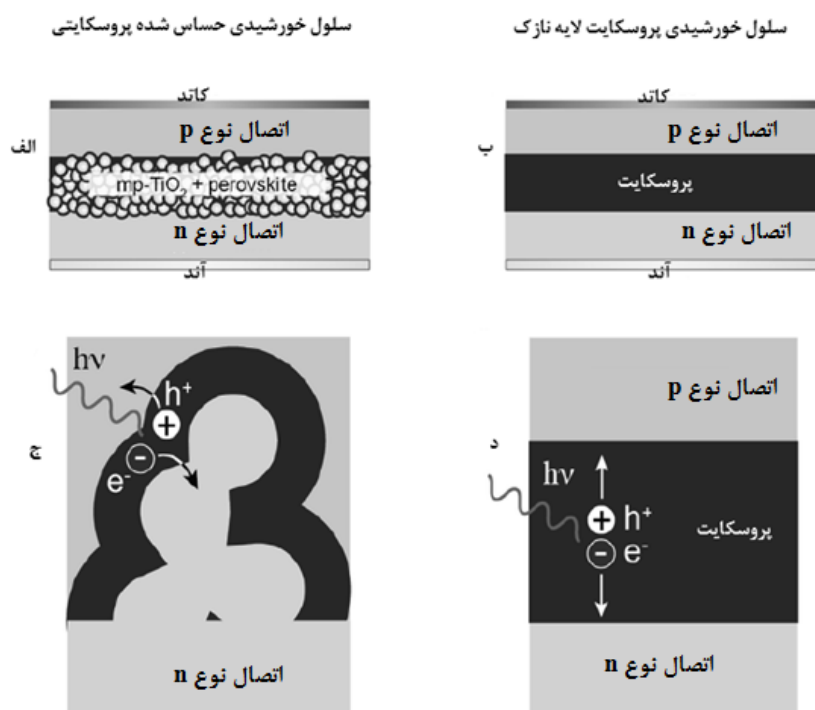 سلول خورشیدی پروسکایت لایه نازک
سلول خورشیدی حساس شده پروسکایتی
کاتد
اتصال نوع p
الف
mp-TiO2 + perovskite
اتصال نوع n
آند
کاتد
اتصال نوع p
ب
پروسکایت
اتصال نوع n
آند
hν
h+
e-
ج
اتصال نوع n
اتصال نوع p
د
hν
h+
e-
پروسکایت
اتصال نوع n